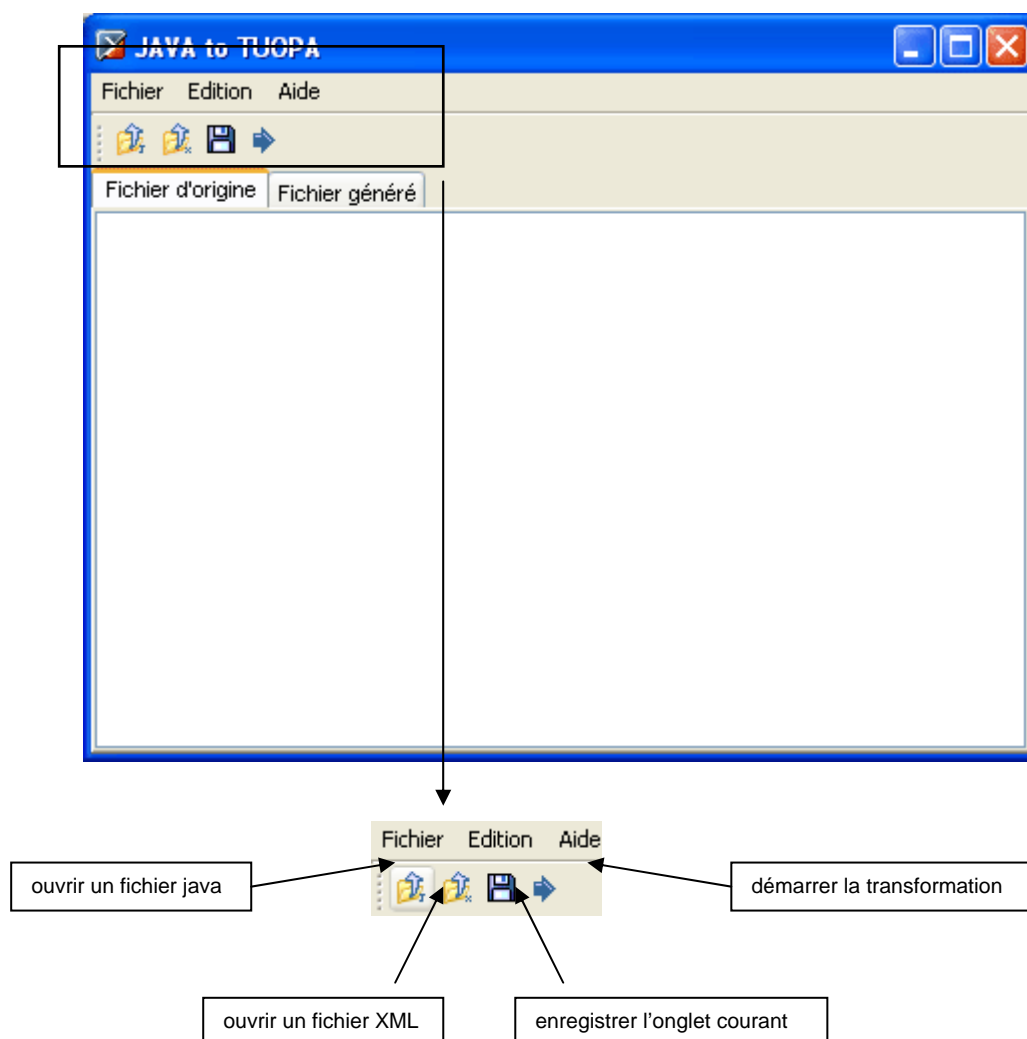 JAVA to TUOPA
Fichier Edition Aide
Fichier d'origine Fichier généré
Fichier Edition Aide
ouvrir un fichier java
démarrer la transformation
ouvrir un fichier XML
enregistrer l'onglet courant